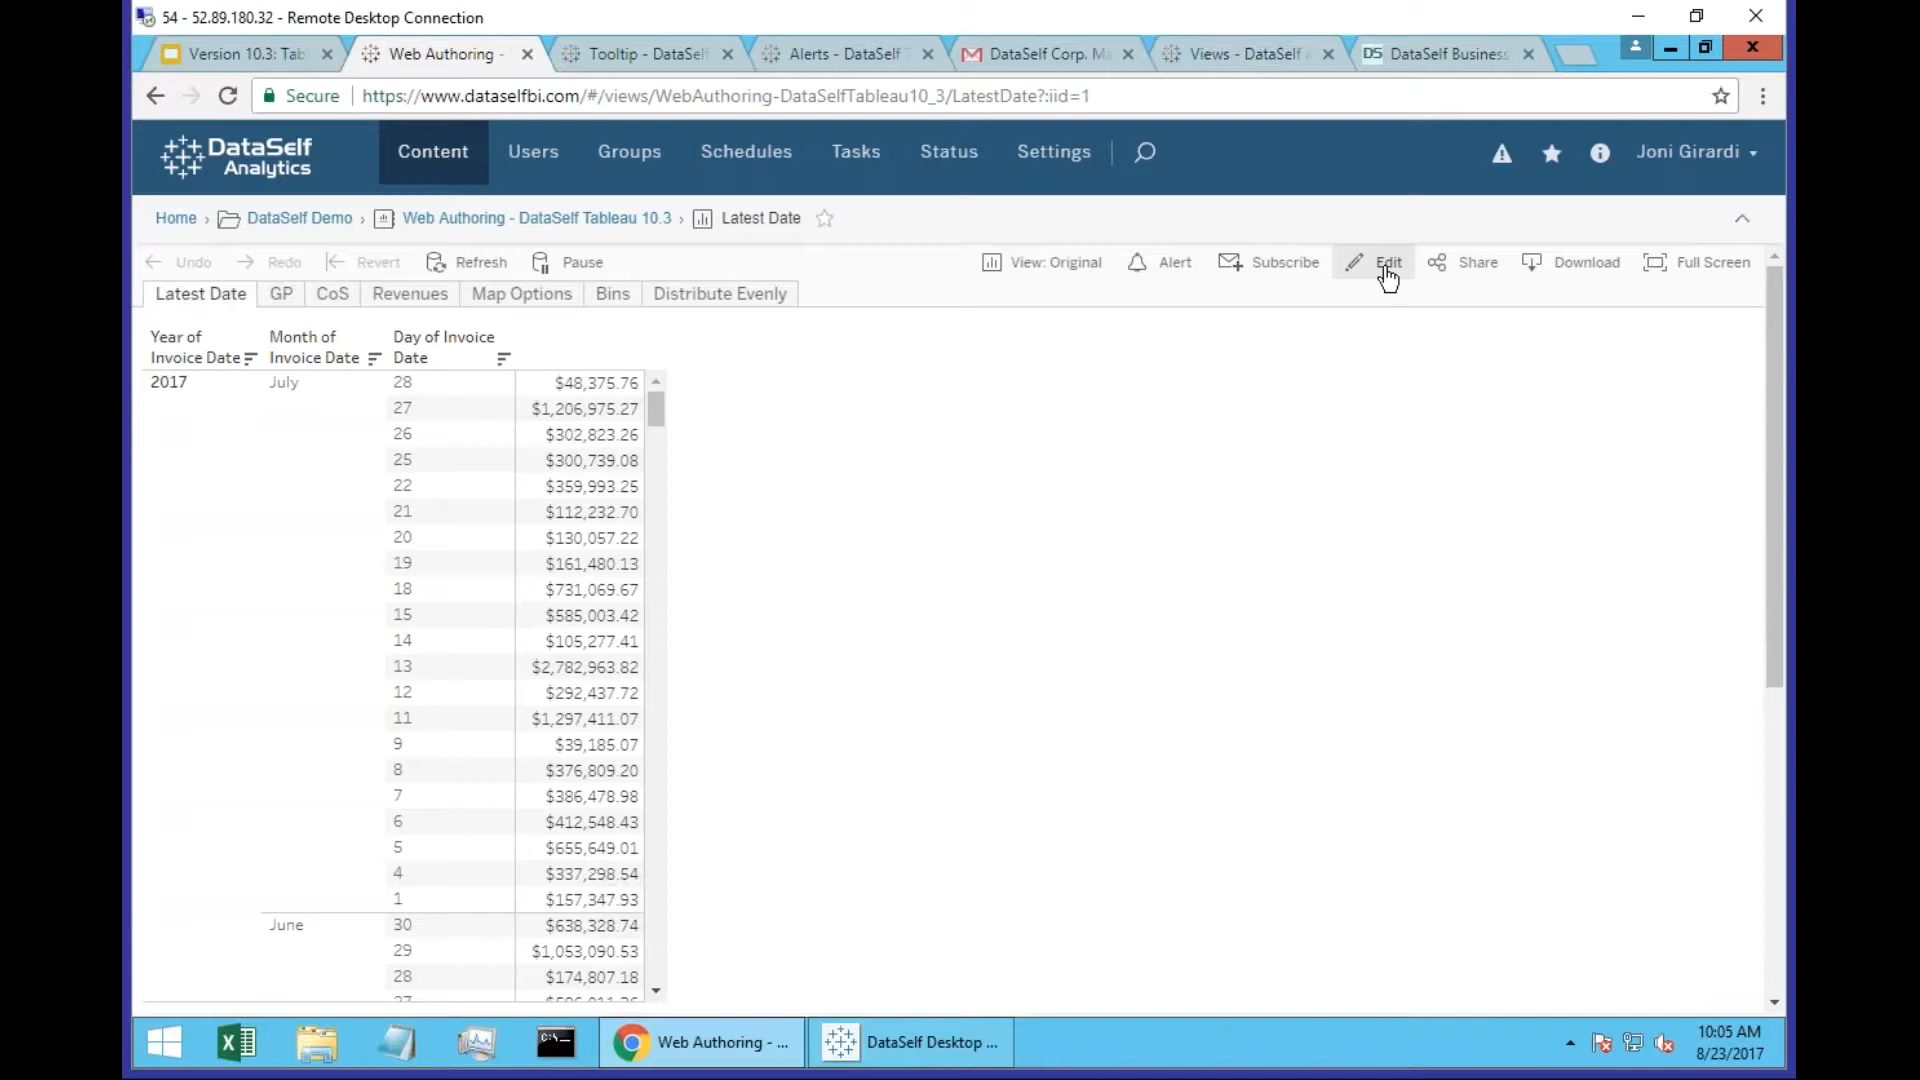 54 - 52.89.180.32 - Remote Desktop Connection
Version 10.3: Tab
Web Authoring -
Tooltip - DataSelf
Alerts - DataSelf T
DataSelf Corp. Ma
Views - DataSelf A
DS DataSelf Business
Secure https://www.dataselfbi.com/#/views/WebAuthoring-DataSelfTableau10_3/LatestDate?:iid=1
DataSelf Analytics
Content Users Groups Schedules Tasks Status Settings Joni Girardi
Home › DataSelf Demo › Web Authoring - DataSelf Tableau 10.3 › Latest Date
Undo Redo Revert Refresh Pause View: Original Alert Subscribe Edit Share Download Full Screen
Latest Date GP CoS Revenues Map Options Bins Distribute Evenly
Year of Invoice Date
Month of Invoice Date
Day of Invoice Date
2017 July 28 $48,375.76
27 $1,206,975.27
26 $302,823.26
25 $300,739.08
22 $359,993.25
21 $112,232.70
20 $130,057.22
19 $161,480.13
18 $731,069.67
15 $585,003.42
14 $105,277.41
13 $2,782,963.82
12 $292,437.72
11 $1,297,411.07
9 $39,185.07
8 $376,809.20
7 $386,478.98
6 $412,548.43
5 $655,649.01
4 $337,298.54
1 $157,347.93
June 30 $638,328.74
29 $1,053,090.53
28 $174,807.18
27
Web Authoring - ...
DataSelf Desktop ...
10:05 AM
8/23/2017